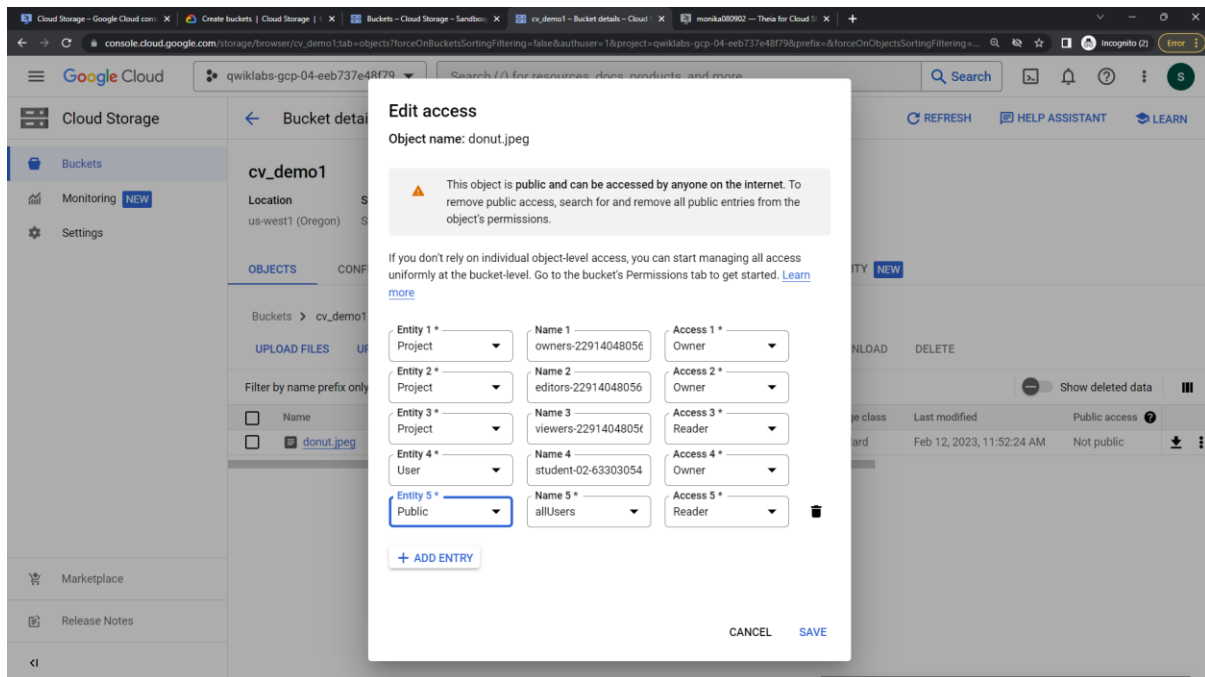 Cloud Storage – Google Cloud cons
Create buckets | Cloud Storage |
Buckets – Cloud Storage – Sandbox
cv_demo1 – Bucket details – Cloud
monika080902 — Theia for Cloud S
console.cloud.google.com/storage/browser/cv_demo1;tab=objects?forceOnBucketsSortingFiltering=false&authuser=1&project=qwiklabs-gcp-04-eeb737e48f79&prefix=&forceOnObjectsSortingFiltering=...
Incognito (2)
Error
Google Cloud
qwiklabs-gcp-04-eeb737e48f79
Search (/) for resources, docs, products, and more
Search
S
Cloud Storage
Bucket detai
REFRESH
HELP ASSISTANT
LEARN
Buckets
Monitoring NEW
Settings
Marketplace
Release Notes
cv_demo1
Location
S
us-west1 (Oregon)
S
OBJECTS
CONF
ITY NEW
Buckets > cv_demo1
UPLOAD FILES
UP
NLOAD
DELETE
Filter by name prefix only
Show deleted data
Name
ge class
Last modified
Public access
donut.jpeg
ard
Feb 12, 2023, 11:52:24 AM
Not public
Edit access
Object name: donut.jpeg
This object is public and can be accessed by anyone on the internet. To
remove public access, search for and remove all public entries from the
object's permissions.
If you don't rely on individual object-level access, you can start managing all access
uniformly at the bucket-level. Go to the bucket's Permissions tab to get started. Learn
more
Entity 1 *
Name 1
Access 1 *
Project
owners-22914048056
Owner
Entity 2 *
Name 2
Access 2 *
Project
editors-22914048056
Owner
Entity 3 *
Name 3
Access 3 *
Project
viewers-22914048056
Reader
Entity 4 *
Name 4
Access 4 *
User
student-02-63303054
Owner
Entity 5 *
Name 5 *
Access 5 *
Public
allUsers
Reader
+ ADD ENTRY
CANCEL
SAVE